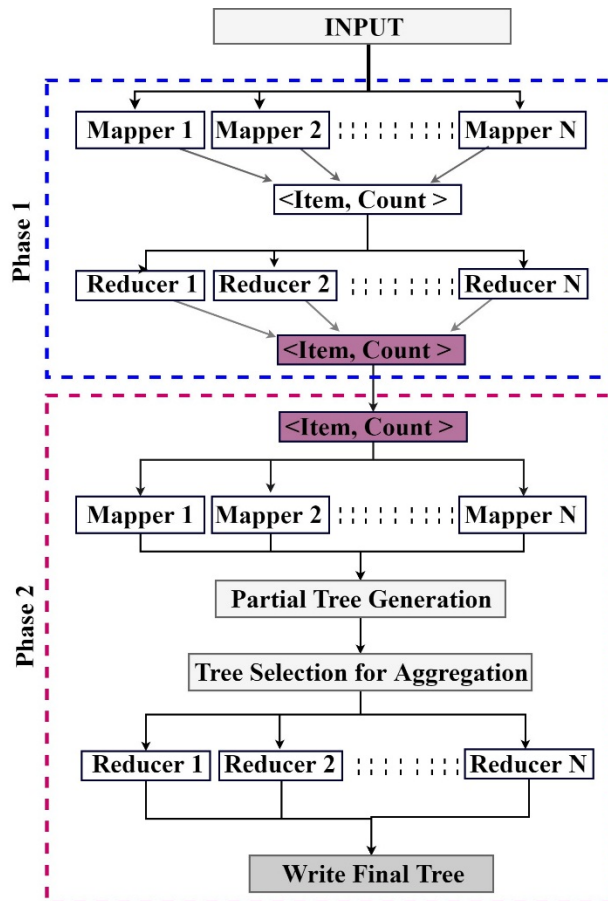 INPUT
Mapper 1
Mapper 2
Mapper N
<Item, Count >
Reducer 1
Reducer 2
Reducer N
<Item, Count >
Phase 1
<Item, Count >
Mapper 1
Mapper 2
Mapper N
Partial Tree Generation
Tree Selection for Aggregation
Reducer 1
Reducer 2
Reducer N
Write Final Tree
Phase 2